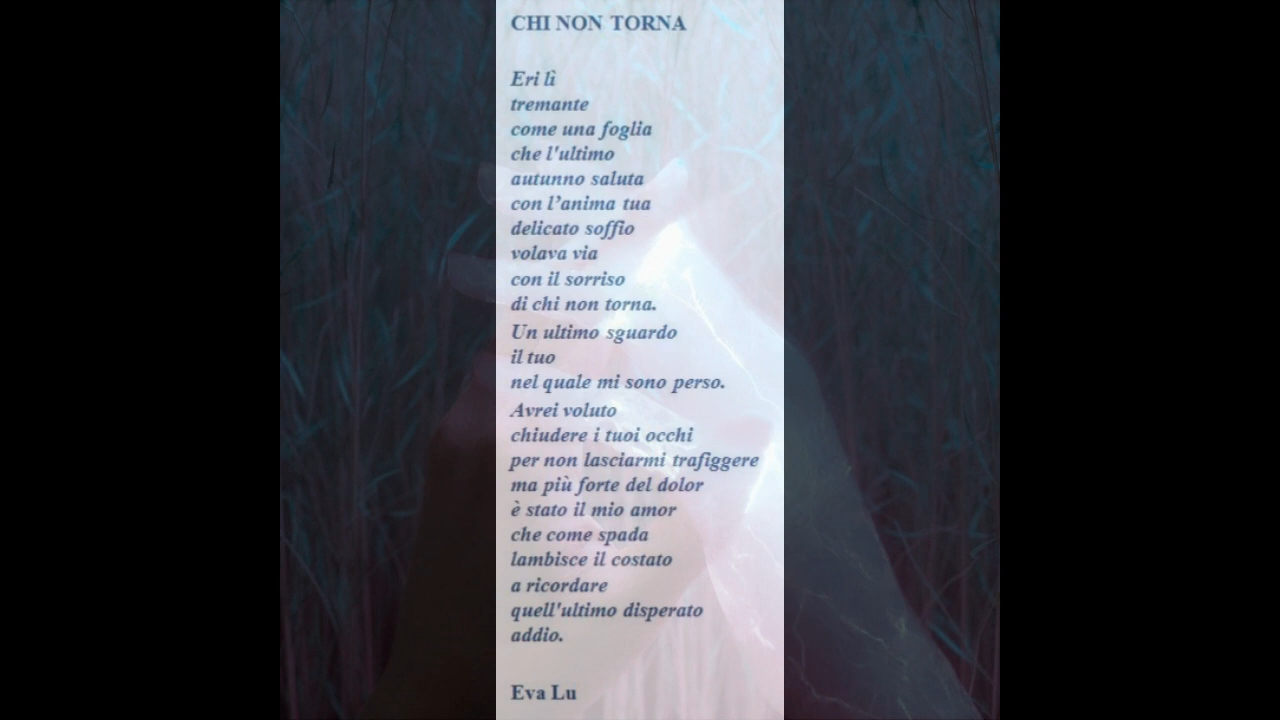 CHI NON TORNA
Eri lì
tremante
come una foglia
che l'ultimo
autunno saluta
con l’anima tua
delicato soffio
volava via
con il sorriso
di chi non torna.
Un ultimo sguardo
il tuo
nel quale mi sono perso.
Avrei voluto
chiudere i tuoi occhi
per non lasciarmi trafiggere
ma più forte del dolor
è stato il mio amor
che come spada
lambisce il costato
a ricordare
quell'ultimo disperato
addio.
Eva Lu